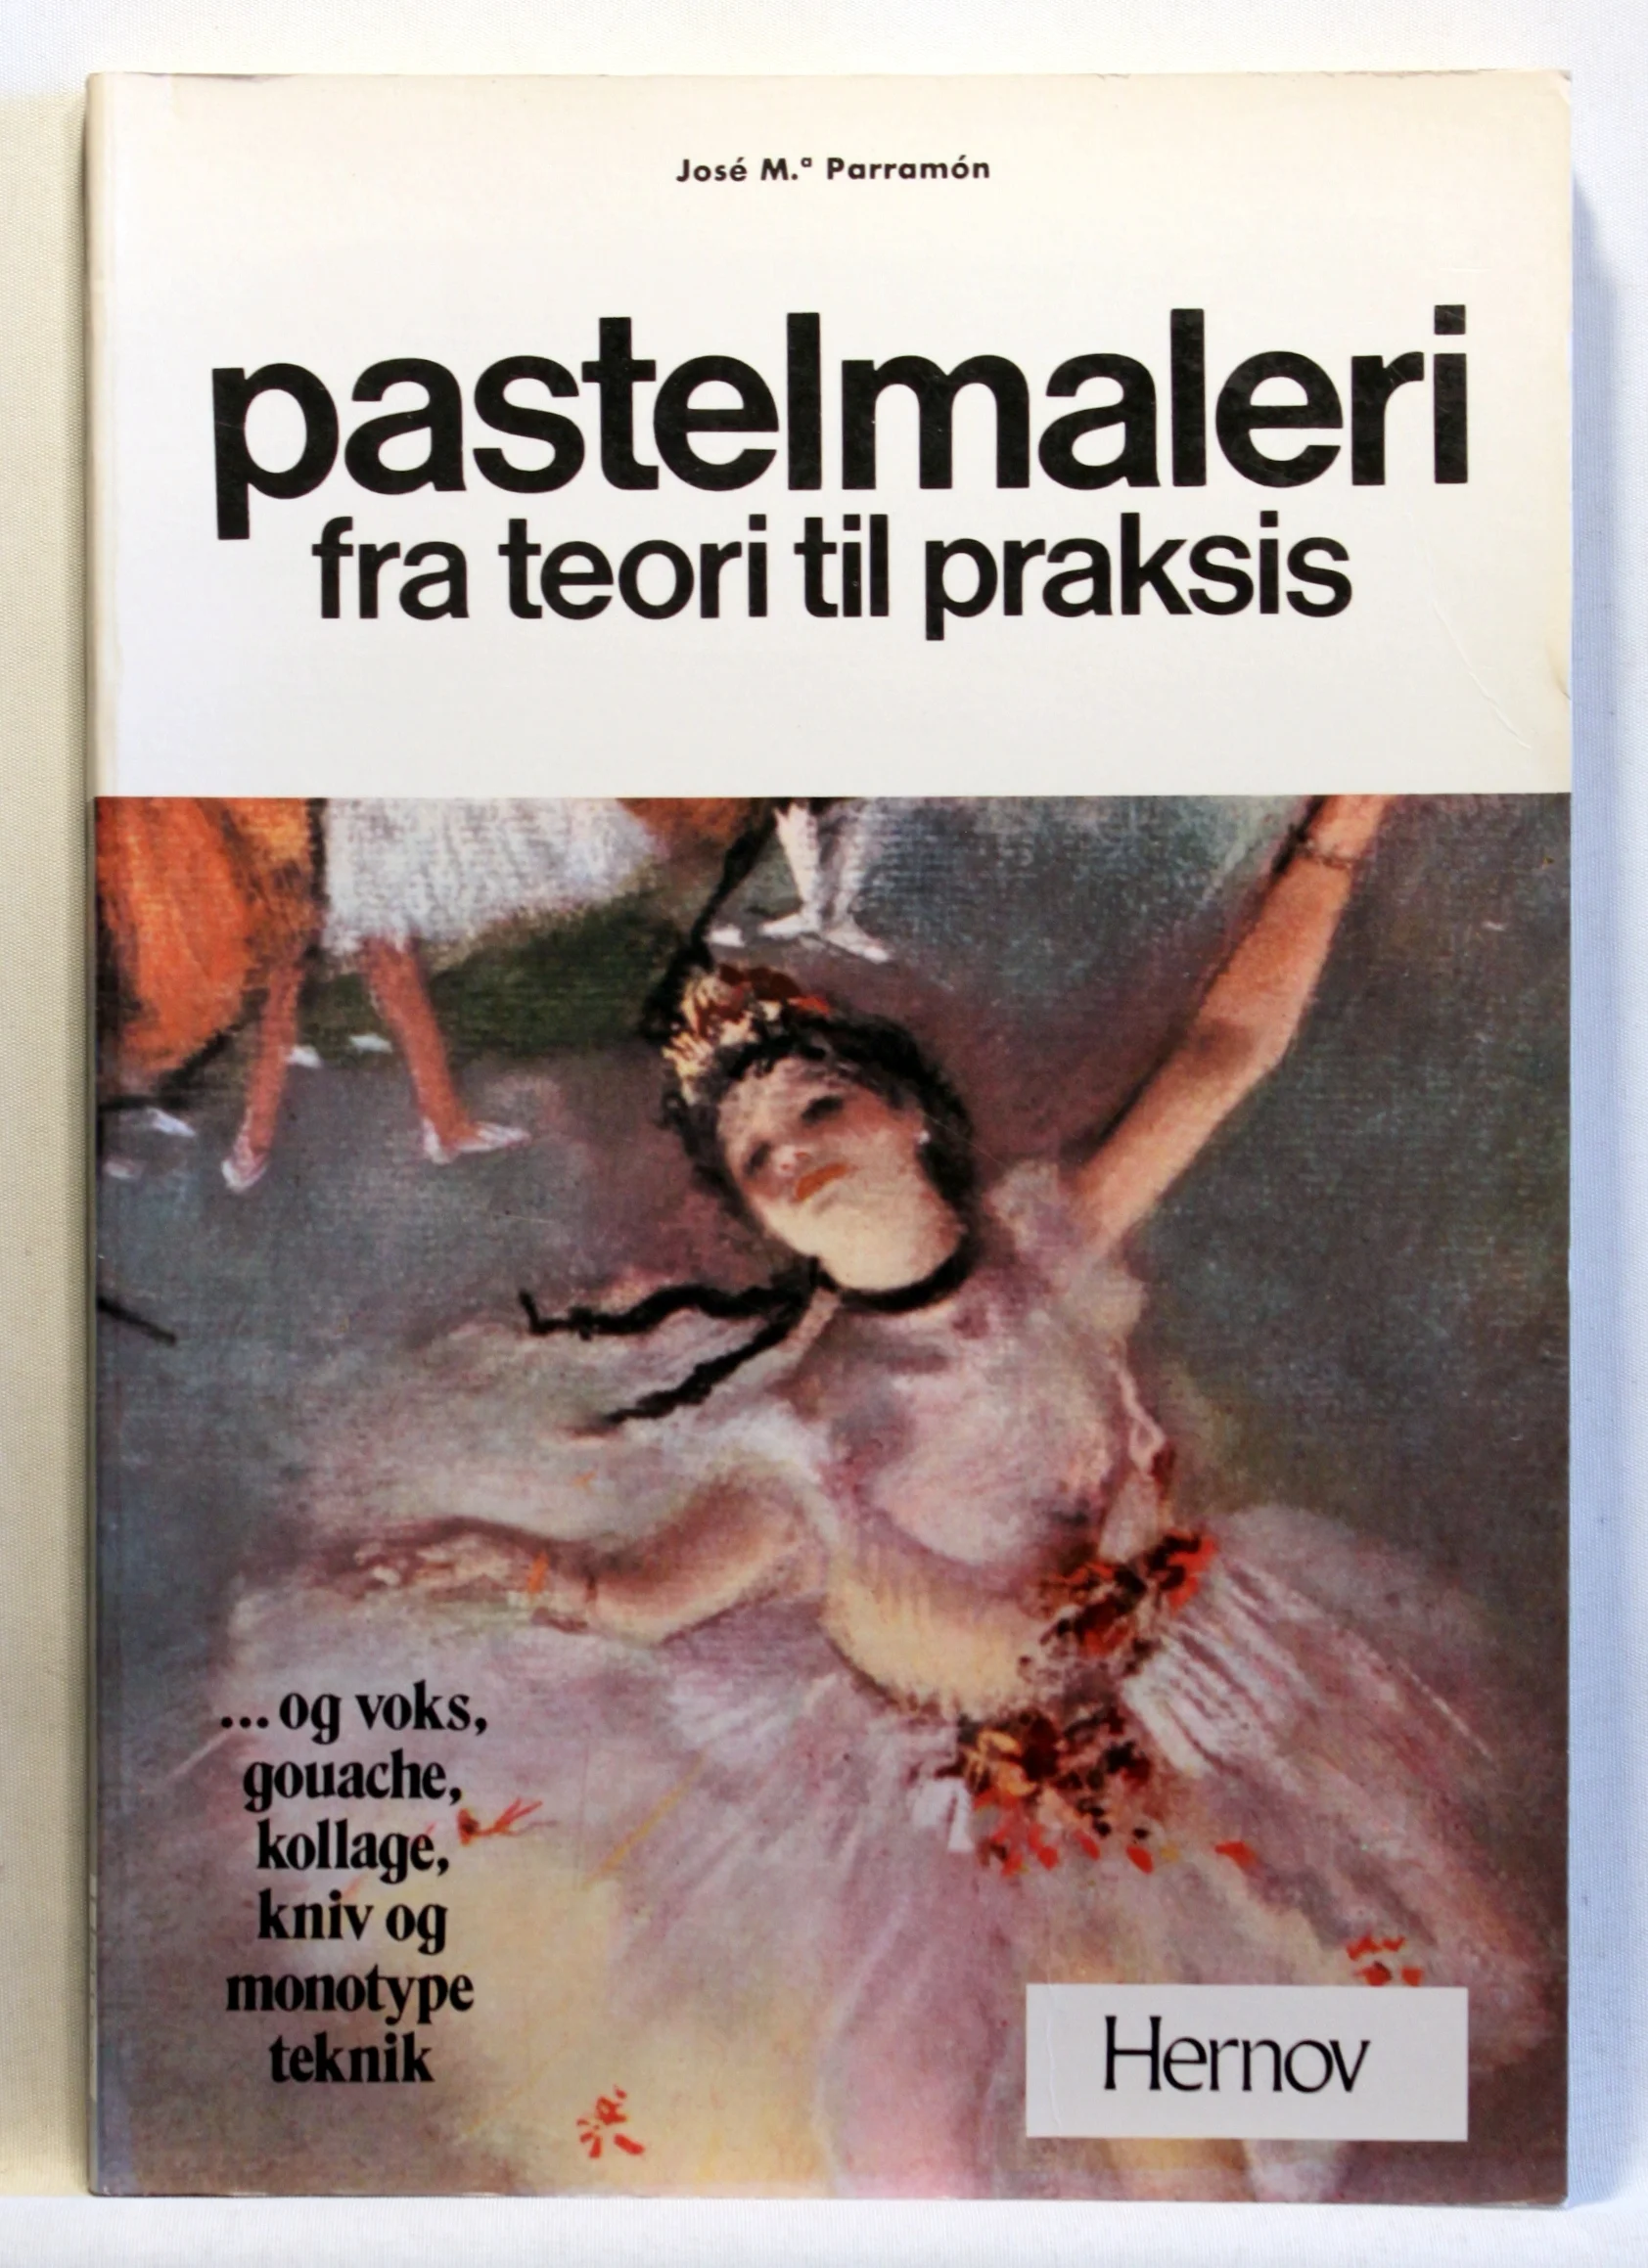 José M.ª Parramón
pastelmaleri
fra teori til praksis
...og voks,
gouache,
kollage,
kniv og
monotype
teknik
Hernov